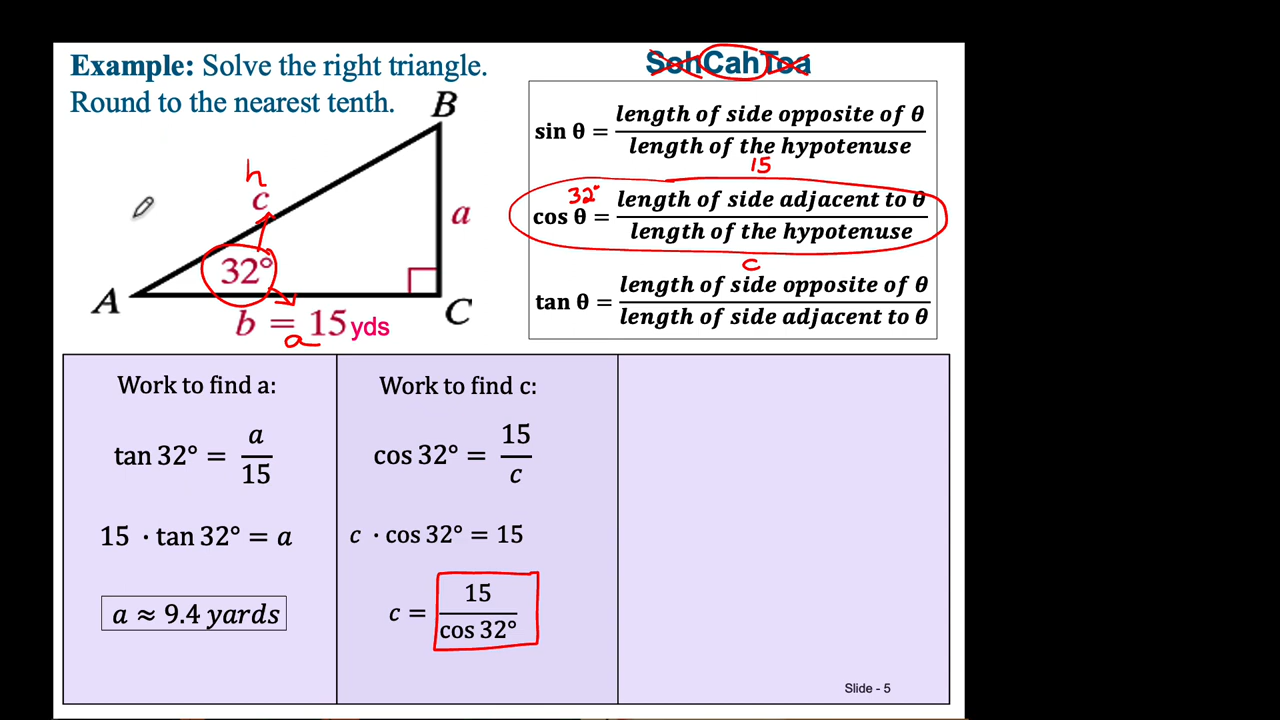 Example: Solve the right triangle.
Round to the nearest tenth.
B
h
c
a
32°
A
C
b = 15 yds
a
SohCahToa
sin θ = length of side opposite of θ / length of the hypotenuse
15
32°
cos θ = length of side adjacent to θ / length of the hypotenuse
c
tan θ = length of side opposite of θ / length of side adjacent to θ
Work to find a:
tan 32° = a / 15
15 · tan 32° = a
a ≈ 9.4 yards
Work to find c:
cos 32° = 15 / c
c · cos 32° = 15
c = 15 / cos 32°
Slide - 5